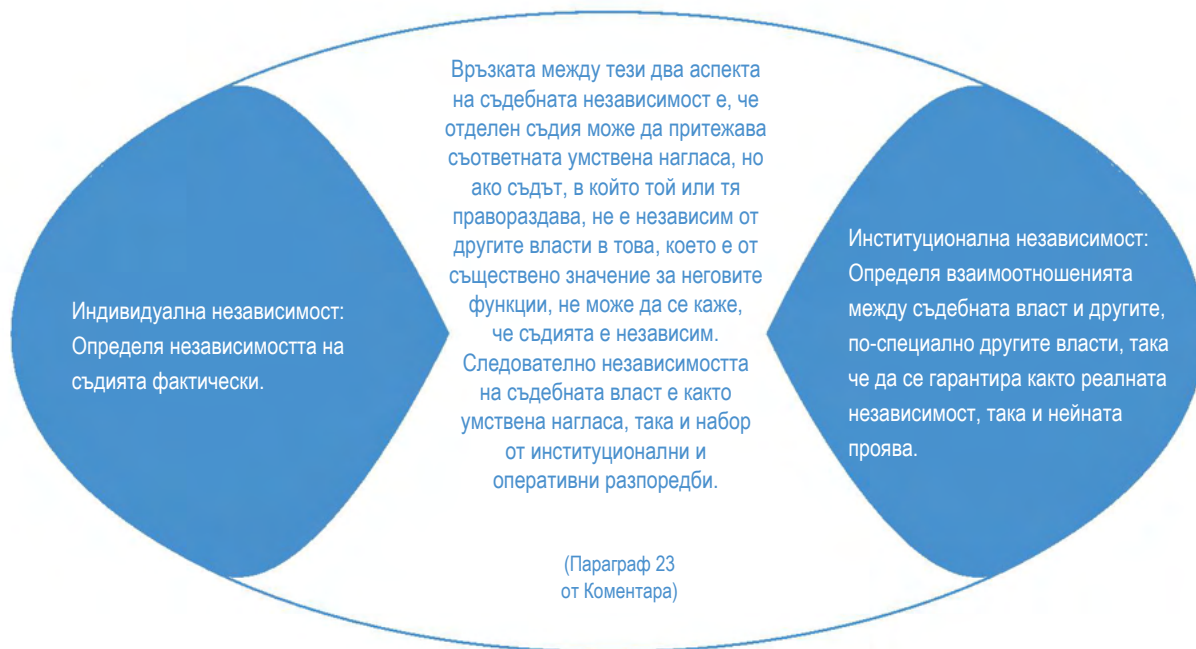 Индивидуална независимост:
Определя независимостта на
съдията фактически.
Връзката между тези два аспекта
на съдебната независимост е, че
отделен съдия може да притежава
съответната умствена нагласа, но
ако съдът, в който той или тя
правораздава, не е независим от
другите власти в това, което е от
съществено значение за неговите
функции, не може да се каже,
че съдията е независим.
Следователно независимостта
на съдебната власт е както
умствена нагласа, така и набор
от институционални и
оперативни разпоредби.
(Параграф 23
от Коментара)
Институционална независимост:
Определя взаимоотношенията
между съдебната власт и другите,
по-специално другите власти, така
че да се гарантира както реалната
независимост, така и нейната
проява.